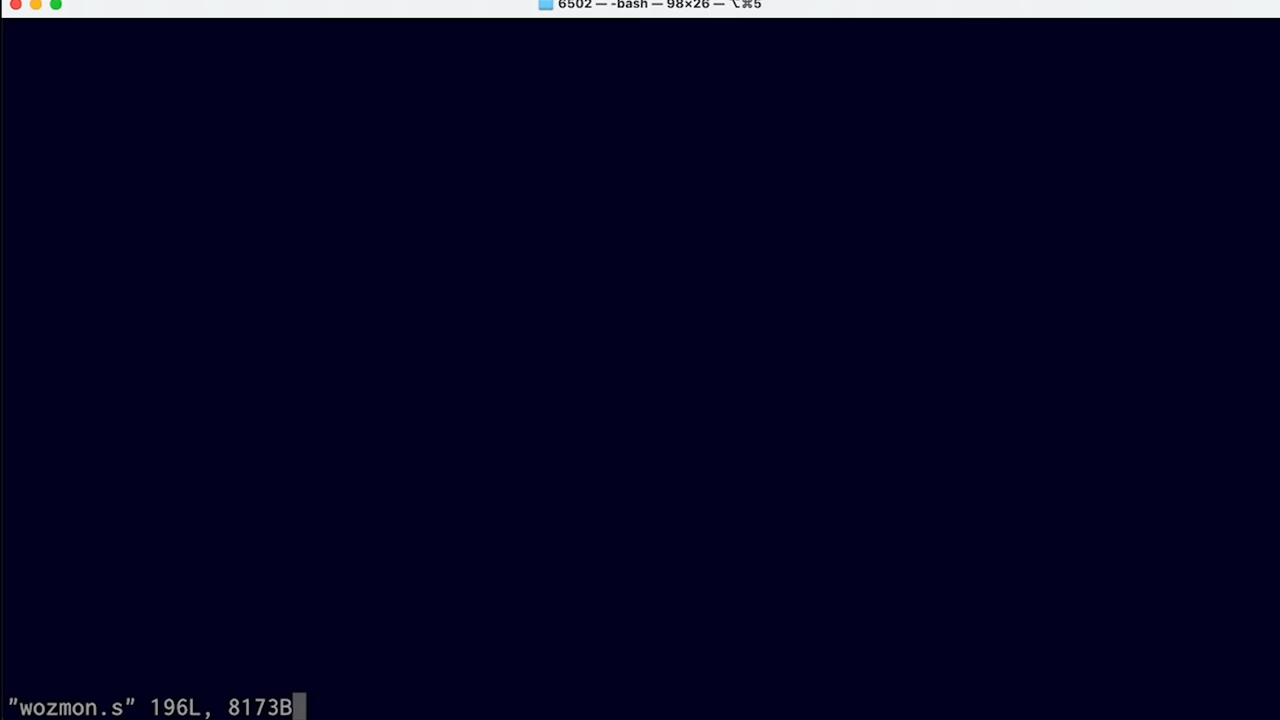 6502 — -bash — 98×26 — ⌥⌘5
"wozmon.s" 196L, 8173B